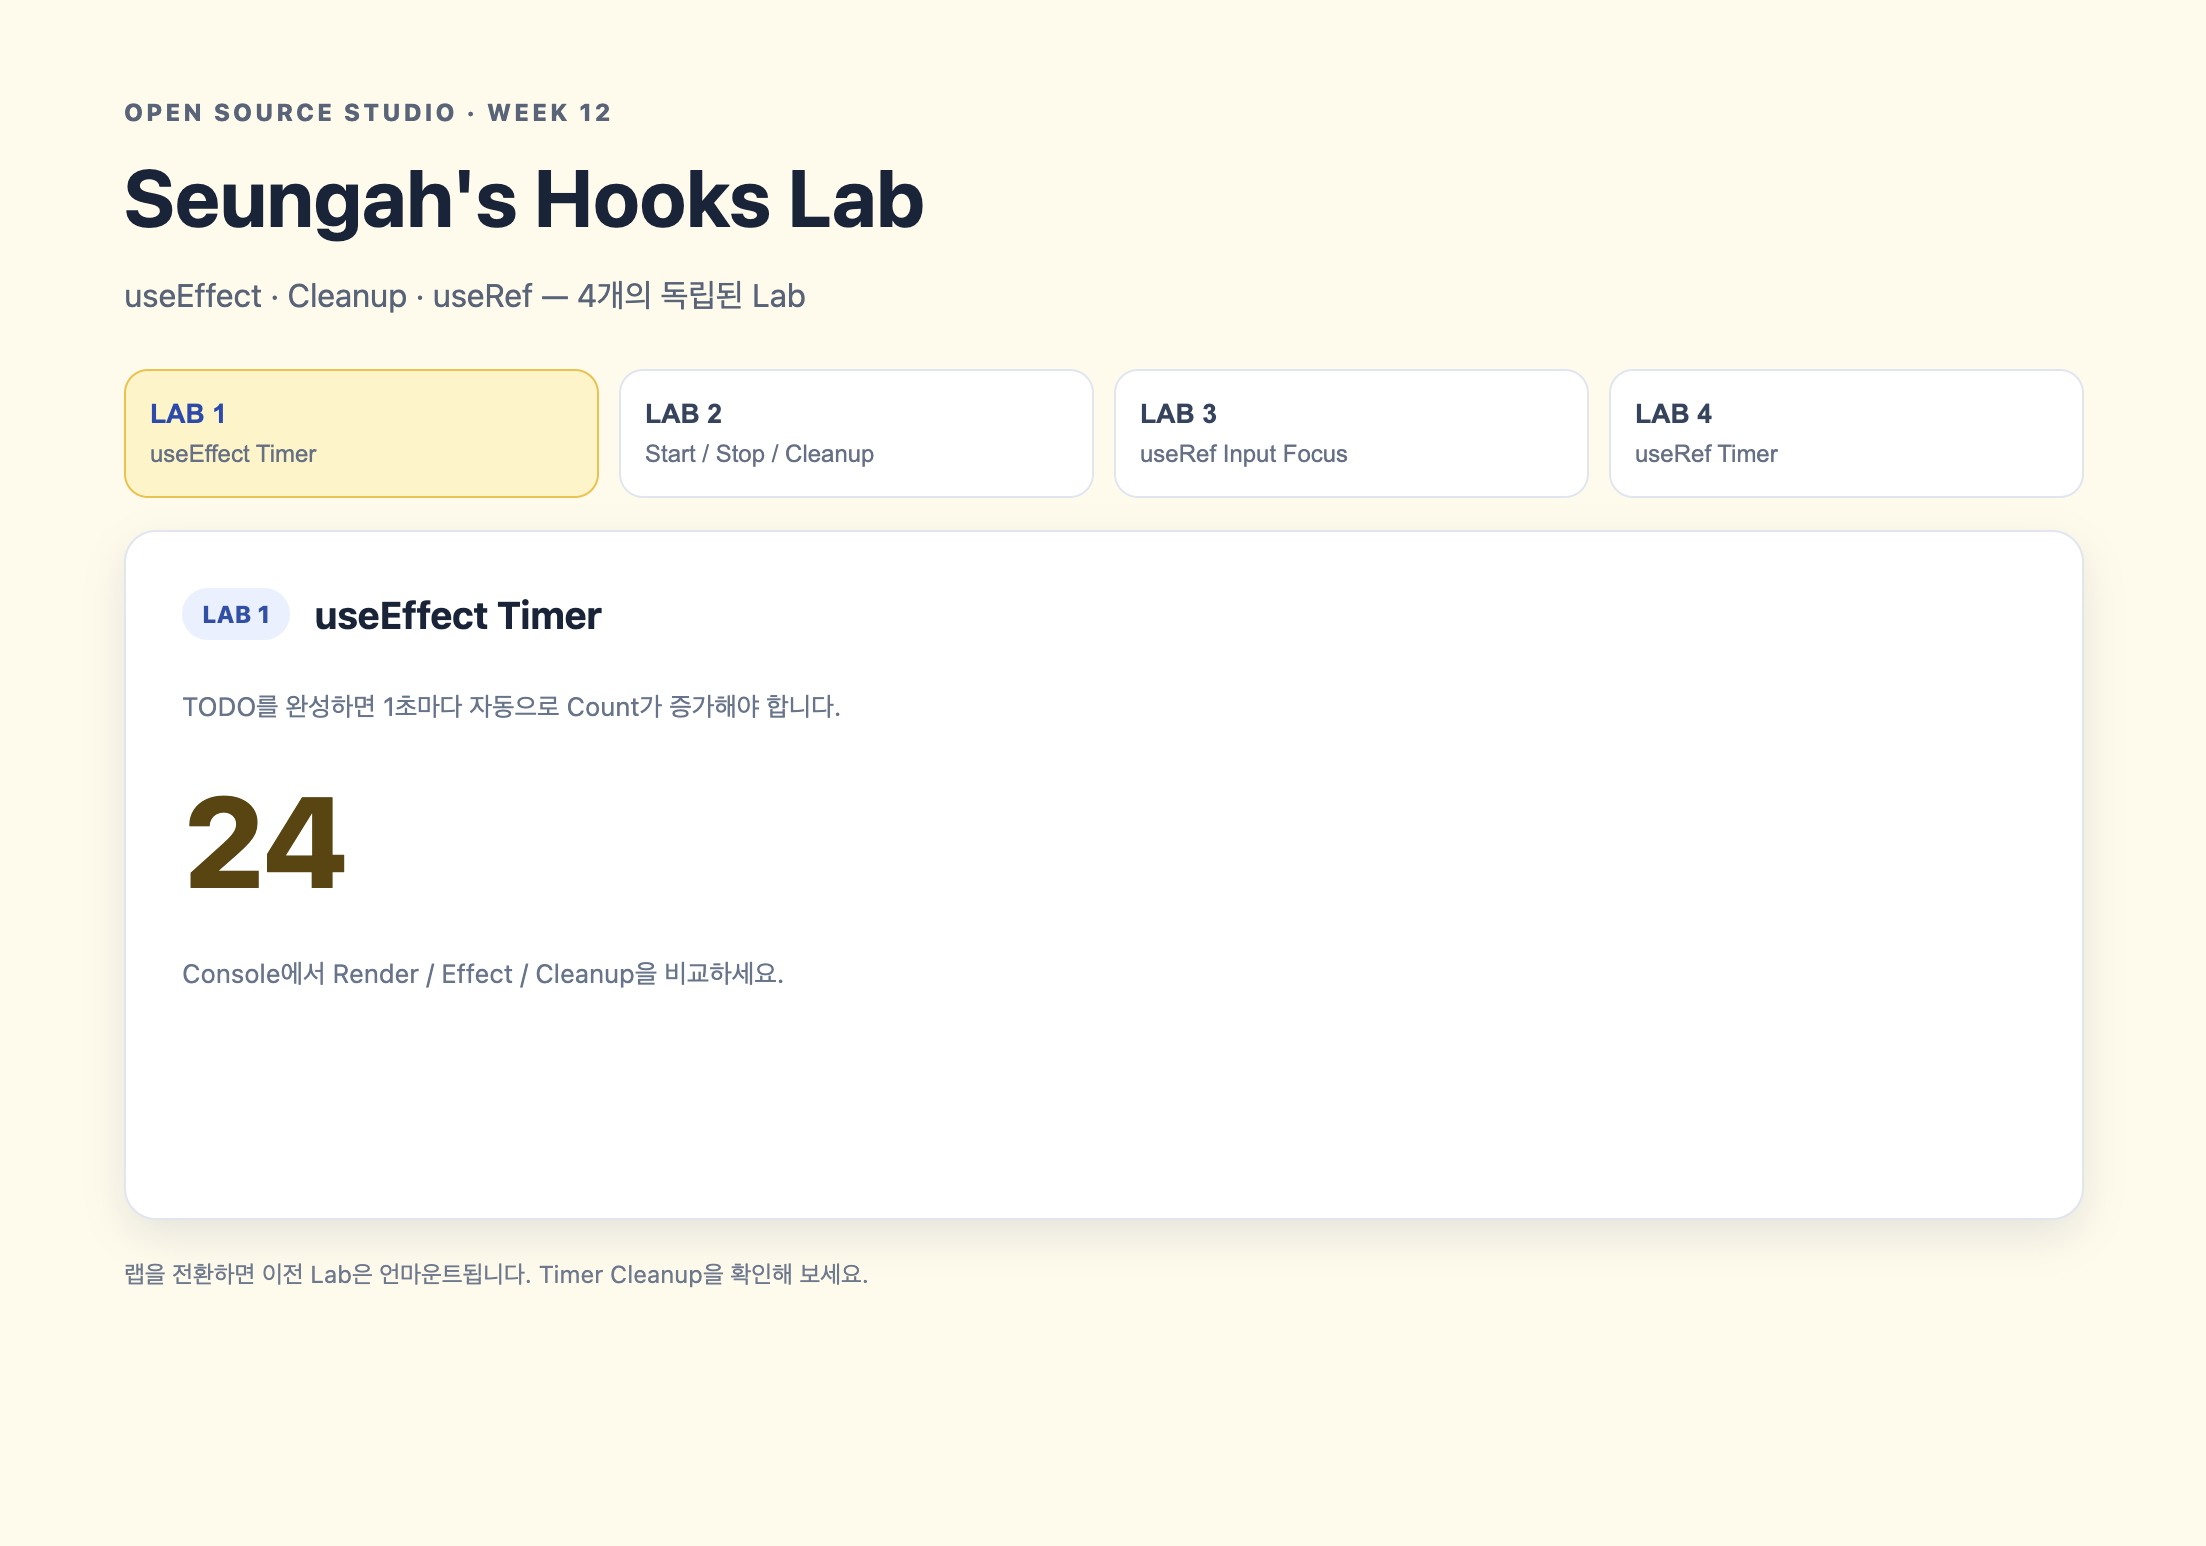 OPEN SOURCE STUDIO · WEEK 12
Seungah's Hooks Lab
useEffect · Cleanup · useRef — 4개의 독립된 Lab
LAB 1
useEffect Timer
LAB 2
Start / Stop / Cleanup
LAB 3
useRef Input Focus
LAB 4
useRef Timer
LAB 1 useEffect Timer
TODO를 완성하면 1초마다 자동으로 Count가 증가해야 합니다.
24
Console에서 Render / Effect / Cleanup을 비교하세요.
랩을 전환하면 이전 Lab은 언마운트됩니다. Timer Cleanup을 확인해 보세요.